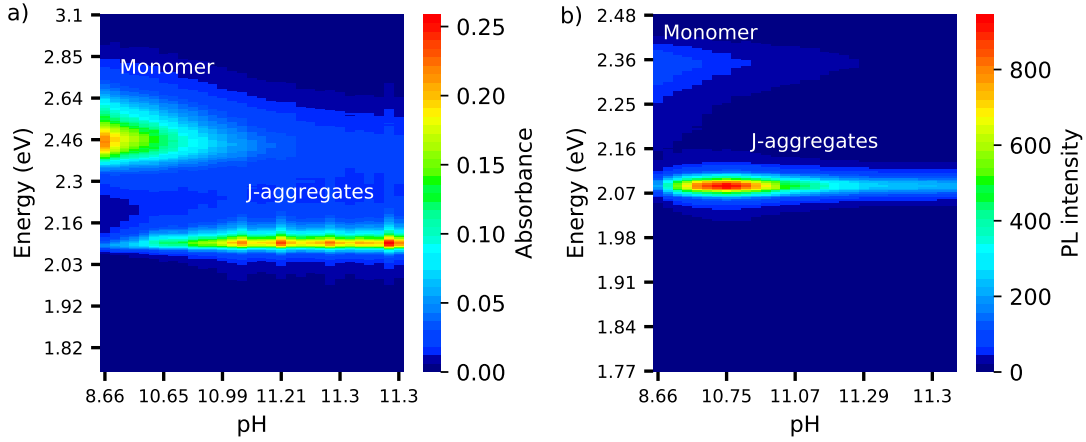 a)
3.1
2.85
2.64
2.46
2.3
2.16
2.03
1.92
1.82
Energy (eV)
Monomer
J-aggregates
8.66 10.65 10.99 11.21 11.3 11.3
pH
0.25
0.20
0.15
0.10
0.05
0.00
Absorbance
b)
2.48
2.36
2.25
2.16
2.07
1.98
1.91
1.84
1.77
Energy (eV)
Monomer
J-aggregates
8.66 10.75 11.07 11.29 11.3
pH
800
600
400
200
0
PL intensity